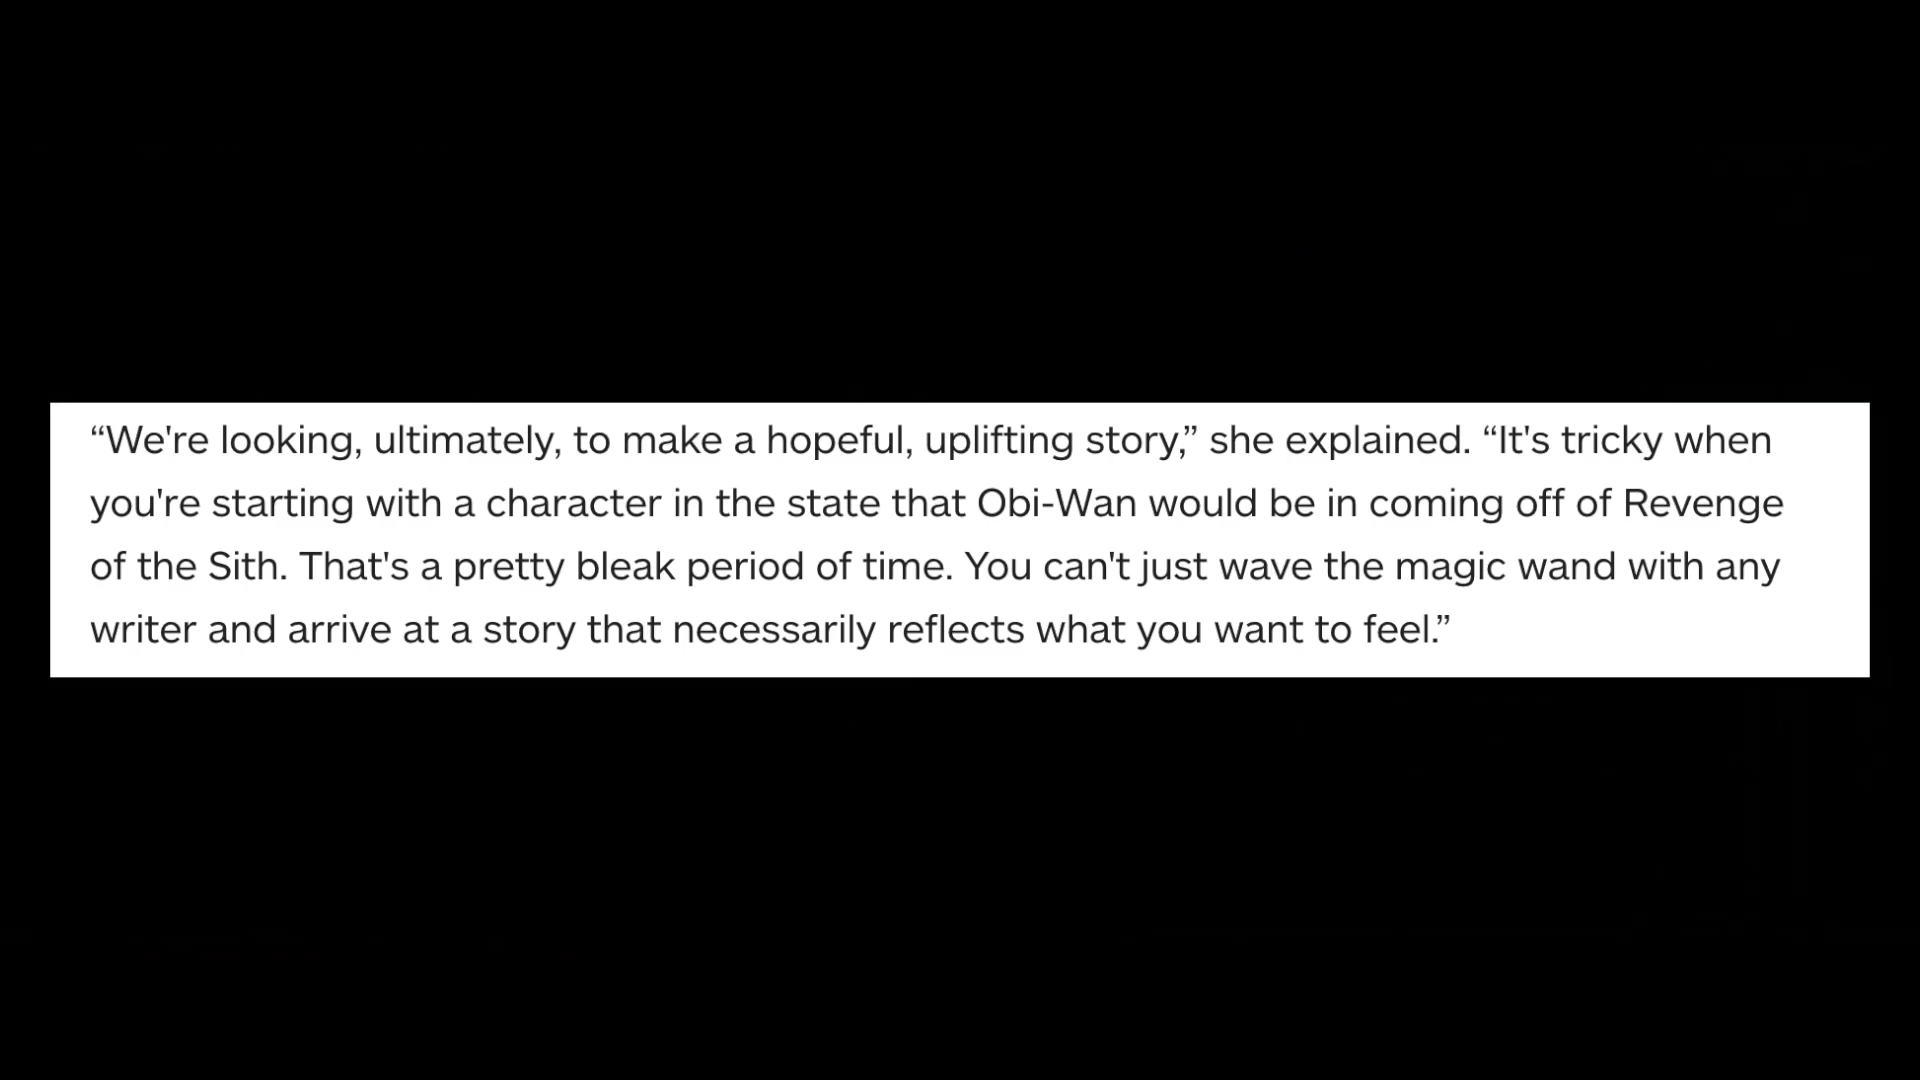 “We're looking, ultimately, to make a hopeful, uplifting story,” she explained. “It's tricky when
you're starting with a character in the state that Obi-Wan would be in coming off of Revenge
of the Sith. That's a pretty bleak period of time. You can't just wave the magic wand with any
writer and arrive at a story that necessarily reflects what you want to feel.”